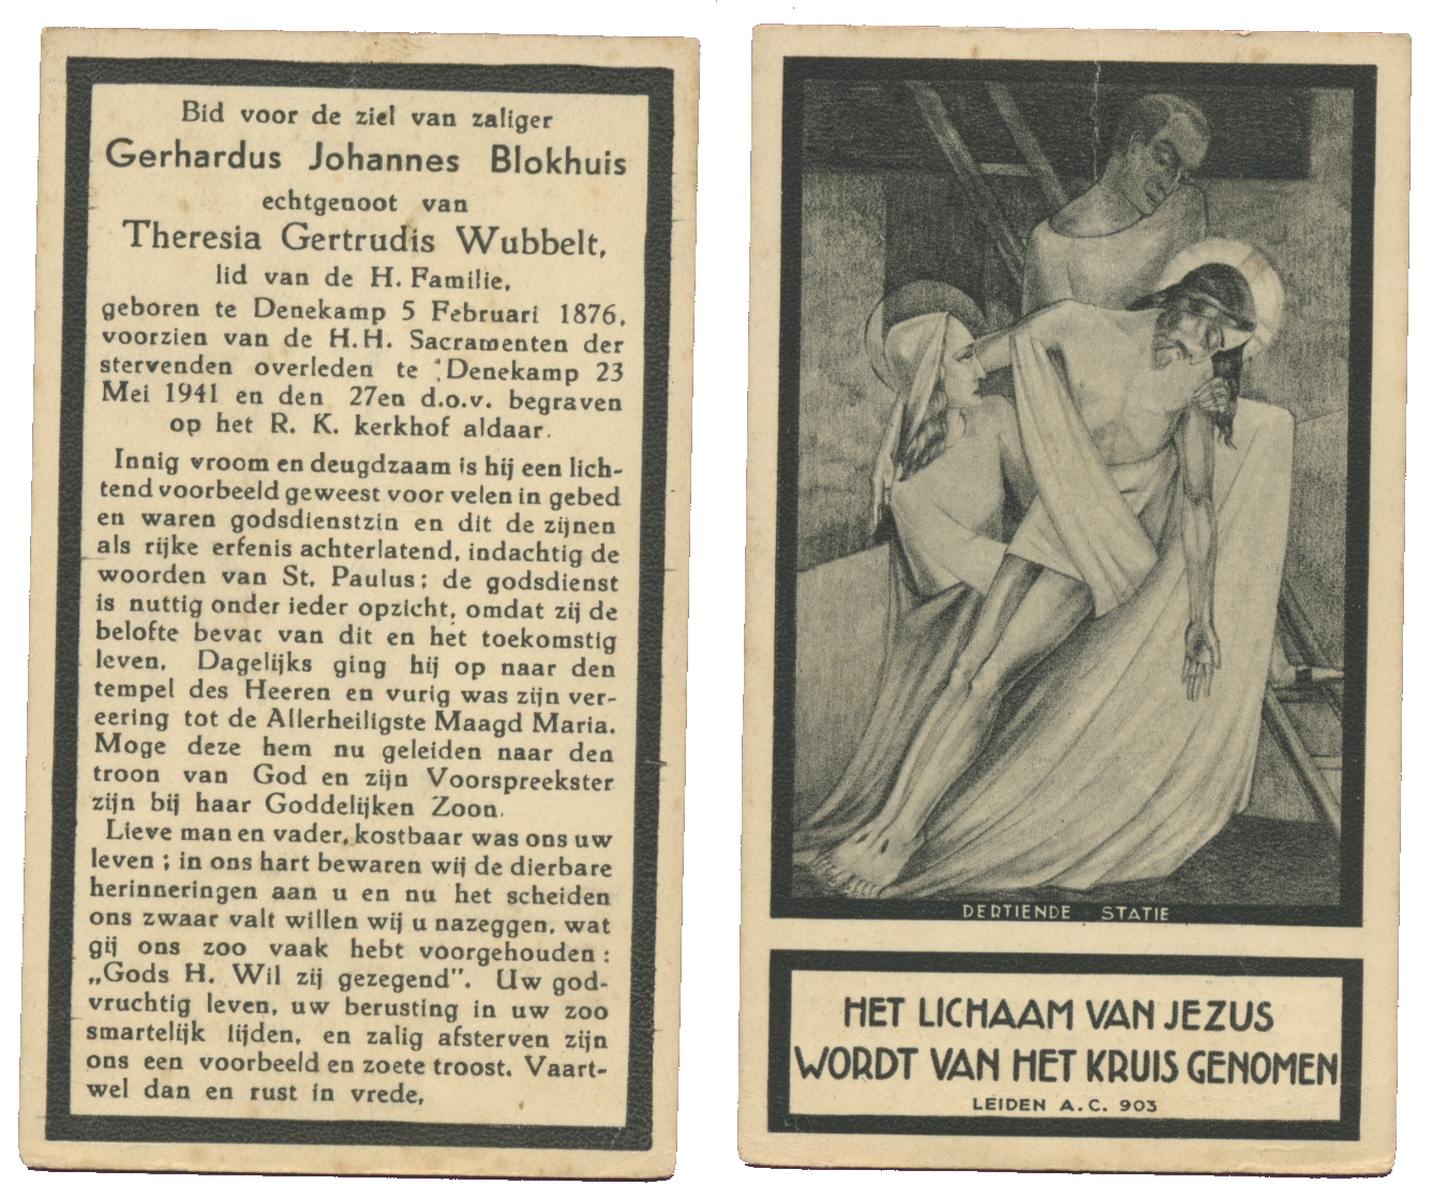 Bid voor de ziel van zaliger
Gerhardus Johannes Blokhuis
echtgenoot van
Theresia Gertrudis Wubbelt,
lid van de H. Familie,
geboren te Denekamp 5 Februari 1876,
voorzien van de H.H. Sacramenten der
stervenden overleden te Denekamp 23
Mei 1941 en den 27en d.o.v. begraven
op het R. K. kerkhof aldaar.
Innig vroom en deugdzaam is hij een lich-
tend voorbeeld geweest voor velen in gebed
en waren godsdienstzin en dit de zijnen
als rijke erfenis achterlatend, indachtig de
woorden van St. Paulus; de godsdienst
is nuttig onder ieder opzicht, omdat zij de
belofte bevat van dit en het toekomstig
leven. Dagelijks ging hij op naar den
tempel des Heeren en vurig was zijn ver-
eering tot de Allerheiligste Maagd Maria.
Moge deze hem nu geleiden naar den
troon van God en zijn Voorspreekster
zijn bij haar Goddelijken Zoon.
Lieve man en vader, kostbaar was ons uw
leven; in ons hart bewaren wij de dierbare
herinneringen aan u en nu het scheiden
ons zwaar valt willen wij u nazeggen, wat
gij ons zoo vaak hebt voorgehouden:
„Gods H. Wil zij gezegend". Uw god-
vruchtig leven, uw berusting in uw zoo
smartelijk lijden, en zalig afsterven zijn
ons een voorbeeld en zoete troost. Vaart-
wel dan en rust in vrede,
DERTIENDE STATIE
HET LICHAAM VAN JEZUS
WORDT VAN HET KRUIS GENOMEN
LEIDEN A.C. 903